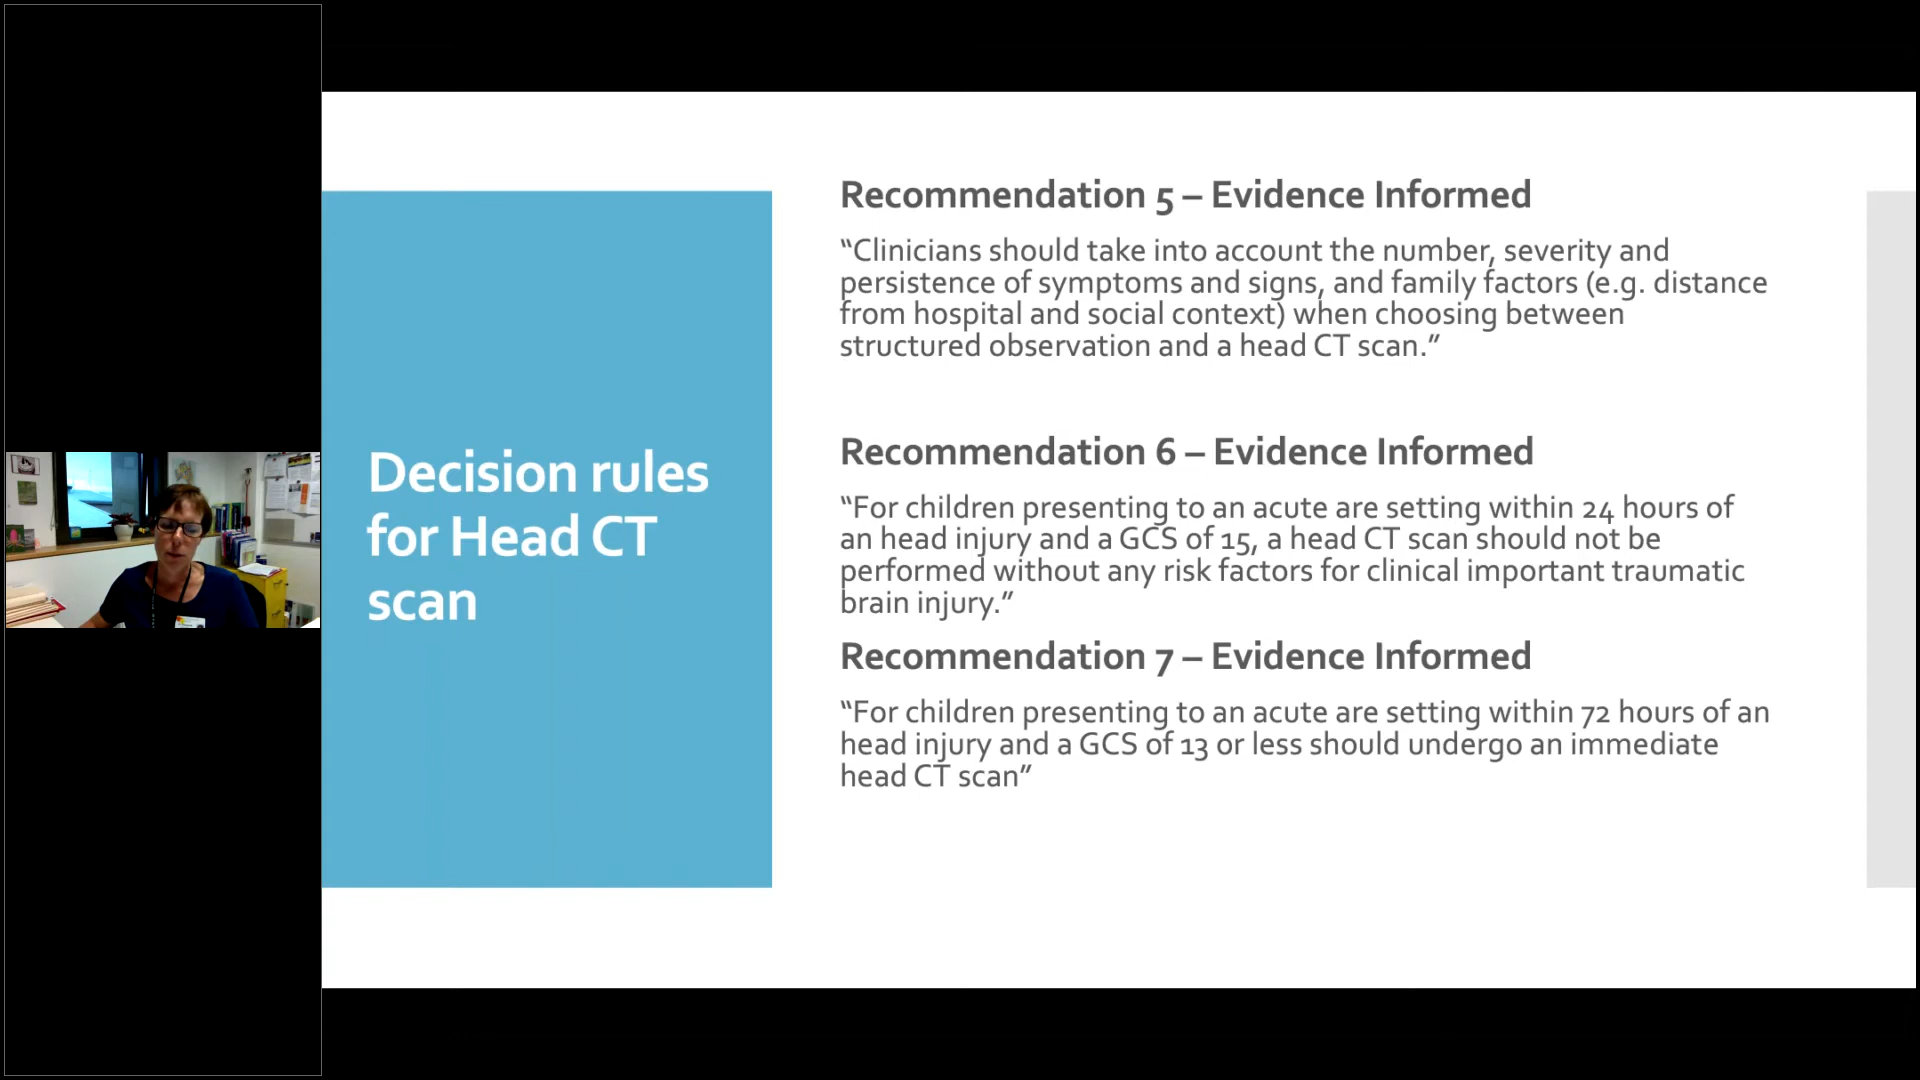 Decision rules
for Head CT
scan
Recommendation 5 – Evidence Informed
“Clinicians should take into account the number, severity and
persistence of symptoms and signs, and family factors (e.g. distance
from hospital and social context) when choosing between
structured observation and a head CT scan.”
Recommendation 6 – Evidence Informed
“For children presenting to an acute are setting within 24 hours of
an head injury and a GCS of 15, a head CT scan should not be
performed without any risk factors for clinical important traumatic
brain injury.”
Recommendation 7 – Evidence Informed
“For children presenting to an acute are setting within 72 hours of an
head injury and a GCS of 13 or less should undergo an immediate
head CT scan”